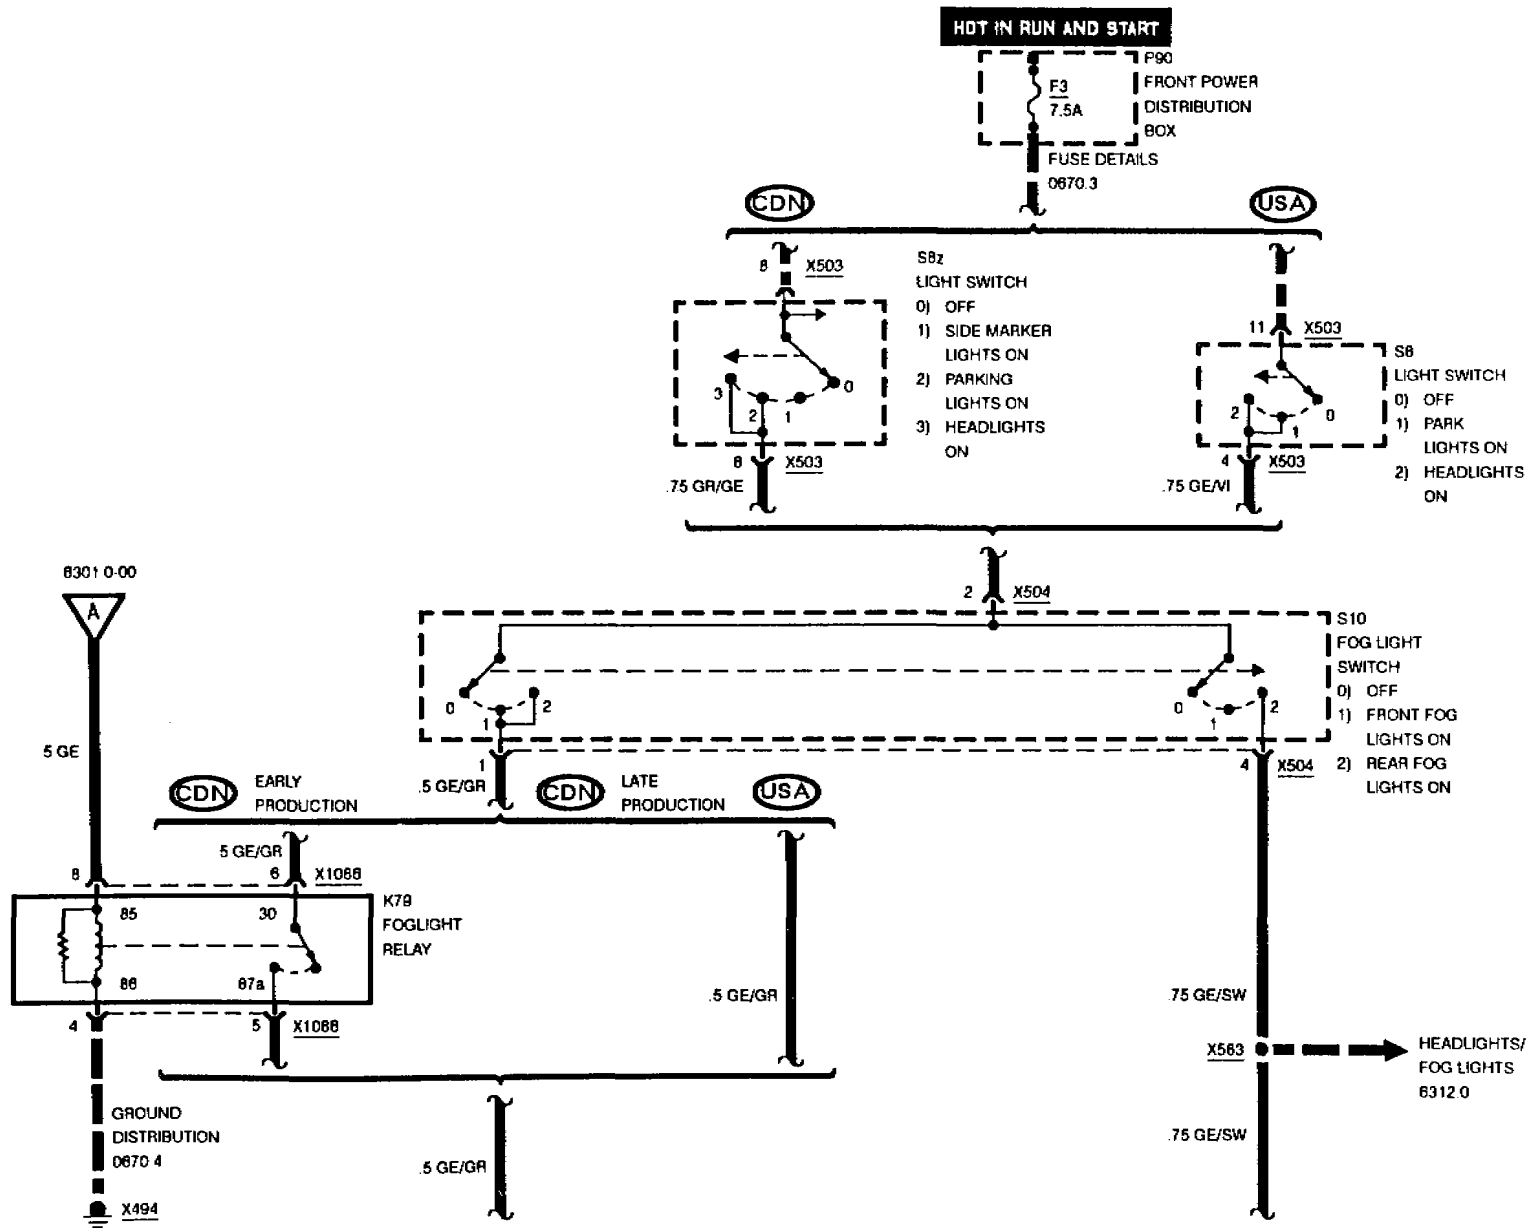 HOT IN RUN AND START
P90
FRONT POWER
DISTRIBUTION
BOX
F3
7.5A
FUSE DETAILS
0670.3
CDN
USA
8
X503
S8z
LIGHT SWITCH
0) OFF
1) SIDE MARKER
LIGHTS ON
2) PARKING
LIGHTS ON
3) HEADLIGHTS
ON
3
2
1
0
8
X503
.75 GR/GE
11
X503
S8
LIGHT SWITCH
0) OFF
1) PARK
LIGHTS ON
2) HEADLIGHTS
ON
2
1
0
4
X503
.75 GE/VI
6301 0-00
A
2
X504
S10
FOG LIGHT
SWITCH
0) OFF
1) FRONT FOG
LIGHTS ON
2) REAR FOG
LIGHTS ON
0
1
2
0
1
2
5 GE
1
.5 GE/GR
4
X504
CDN
EARLY
PRODUCTION
CDN
LATE
PRODUCTION
USA
5 GE/GR
8
6
X1088
K79
FOGLIGHT
RELAY
85
30
86
87a
4
5
X1088
.5 GE/GR
.75 GE/SW
X563
HEADLIGHTS/
FOG LIGHTS
6312.0
GROUND
DISTRIBUTION
0670 4
.5 GE/GR
.75 GE/SW
X494